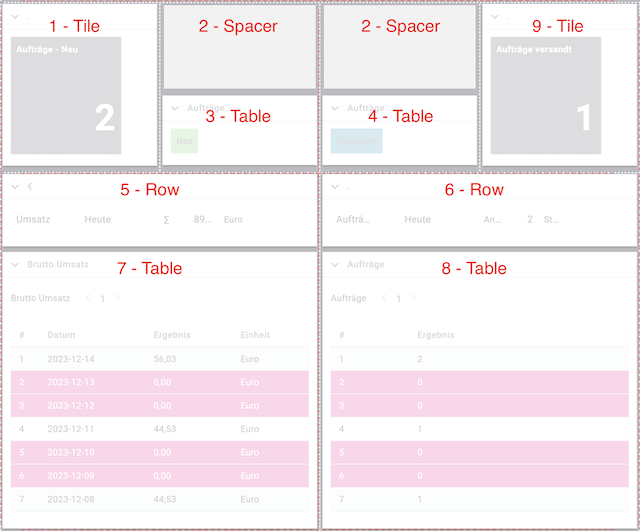 1 - Tile
.
Aufträge - Neu
2
2 - Spacer
2 - Spacer
9 - Tile
.
Aufträge versandt
1
Aufträge
3 - Table
Neu
Aufträge
4 - Table
Versandt
€
5 - Row
Umsatz Heute Σ 89... Euro
.
6 - Row
Aufträ... Heute An... 2 St...
Brutto Umsatz
7 - Table
Brutto Umsatz < 1 >
# Datum Ergebnis Einheit
1 2023-12-14 56,03 Euro
2 2023-12-13 0,00 Euro
3 2023-12-12 0,00 Euro
4 2023-12-11 44,53 Euro
5 2023-12-10 0,00 Euro
6 2023-12-09 0,00 Euro
7 2023-12-08 44,53 Euro
Aufträge
8 - Table
Aufträge < 1 >
# Ergebnis
1 2
2 0
3 0
4 1
5 0
6 0
7 1